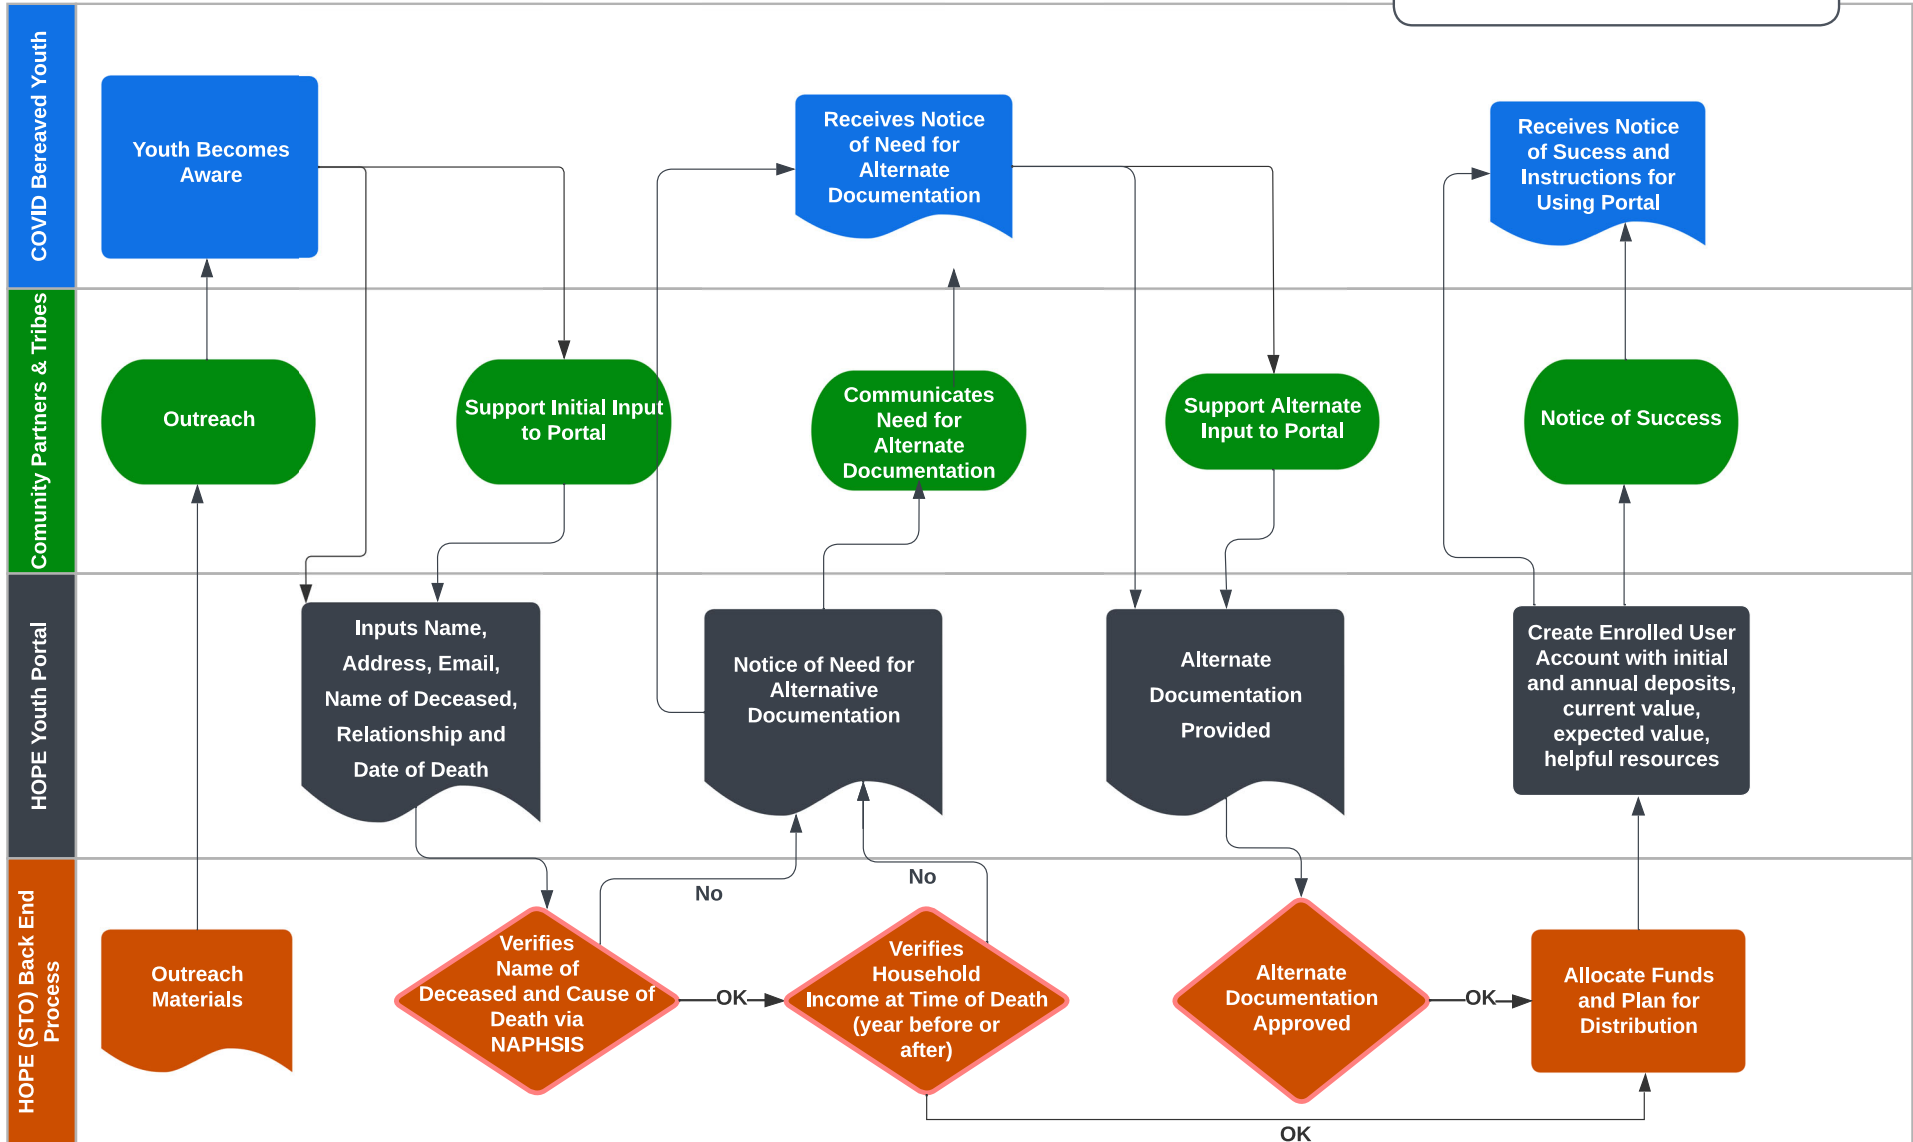 COVID Bereaved Youth
Youth Becomes
Aware
Receives Notice
of Need for
Alternate
Documentation
Receives Notice
of Sucess and
Instructions for
Using Portal
Comunity Partners & Tribes
Outreach
Support Initial Input
to Portal
Communicates
Need for
Alternate
Documentation
Support Alternate
Input to Portal
Notice of Success
HOPE Youth Portal
Inputs Name,
Address, Email,
Name of Deceased,
Relationship and
Date of Death
Notice of Need for
Alternative
Documentation
Alternate
Documentation
Provided
Create Enrolled User
Account with initial
and annual deposits,
current value,
expected value,
helpful resources
HOPE (STO) Back End
Process
Outreach
Materials
No
Verifies
Name of
Deceased and Cause of
Death via
NAPHSIS
OK
No
Verifies
Household
Income at Time of Death
(year before or
after)
OK
Alternate
Documentation
Approved
OK
Allocate Funds
and Plan for
Distribution